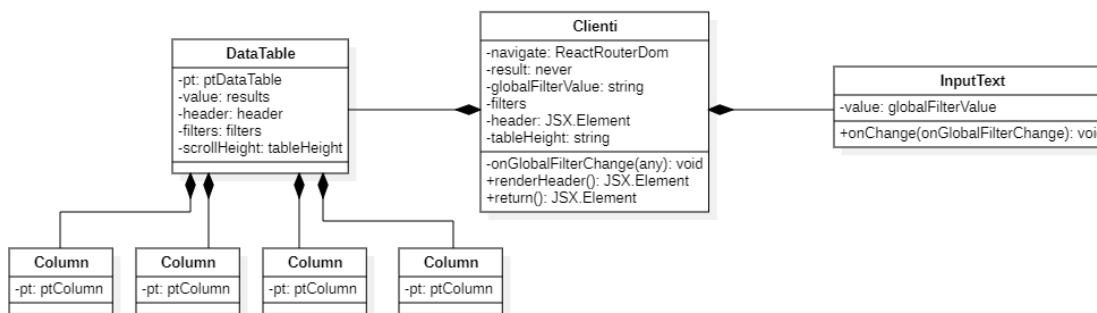 DataTable
-pt: ptDataTable
-value: results
-header: header
-filters: filters
-scrollHeight: tableHeight
Clienti
-navigate: ReactRouterDom
-result: never
-globalFilterValue: string
-filters
-header: JSX.Element
-tableHeight: string
-onGlobalFilterChange(any): void
+renderHeader(): JSX.Element
+return(): JSX.Element
InputText
-value: globalFilterValue
+onChange(onGlobalFilterChange): void
Column
-pt: ptColumn
Column
-pt: ptColumn
Column
-pt: ptColumn
Column
-pt: ptColumn